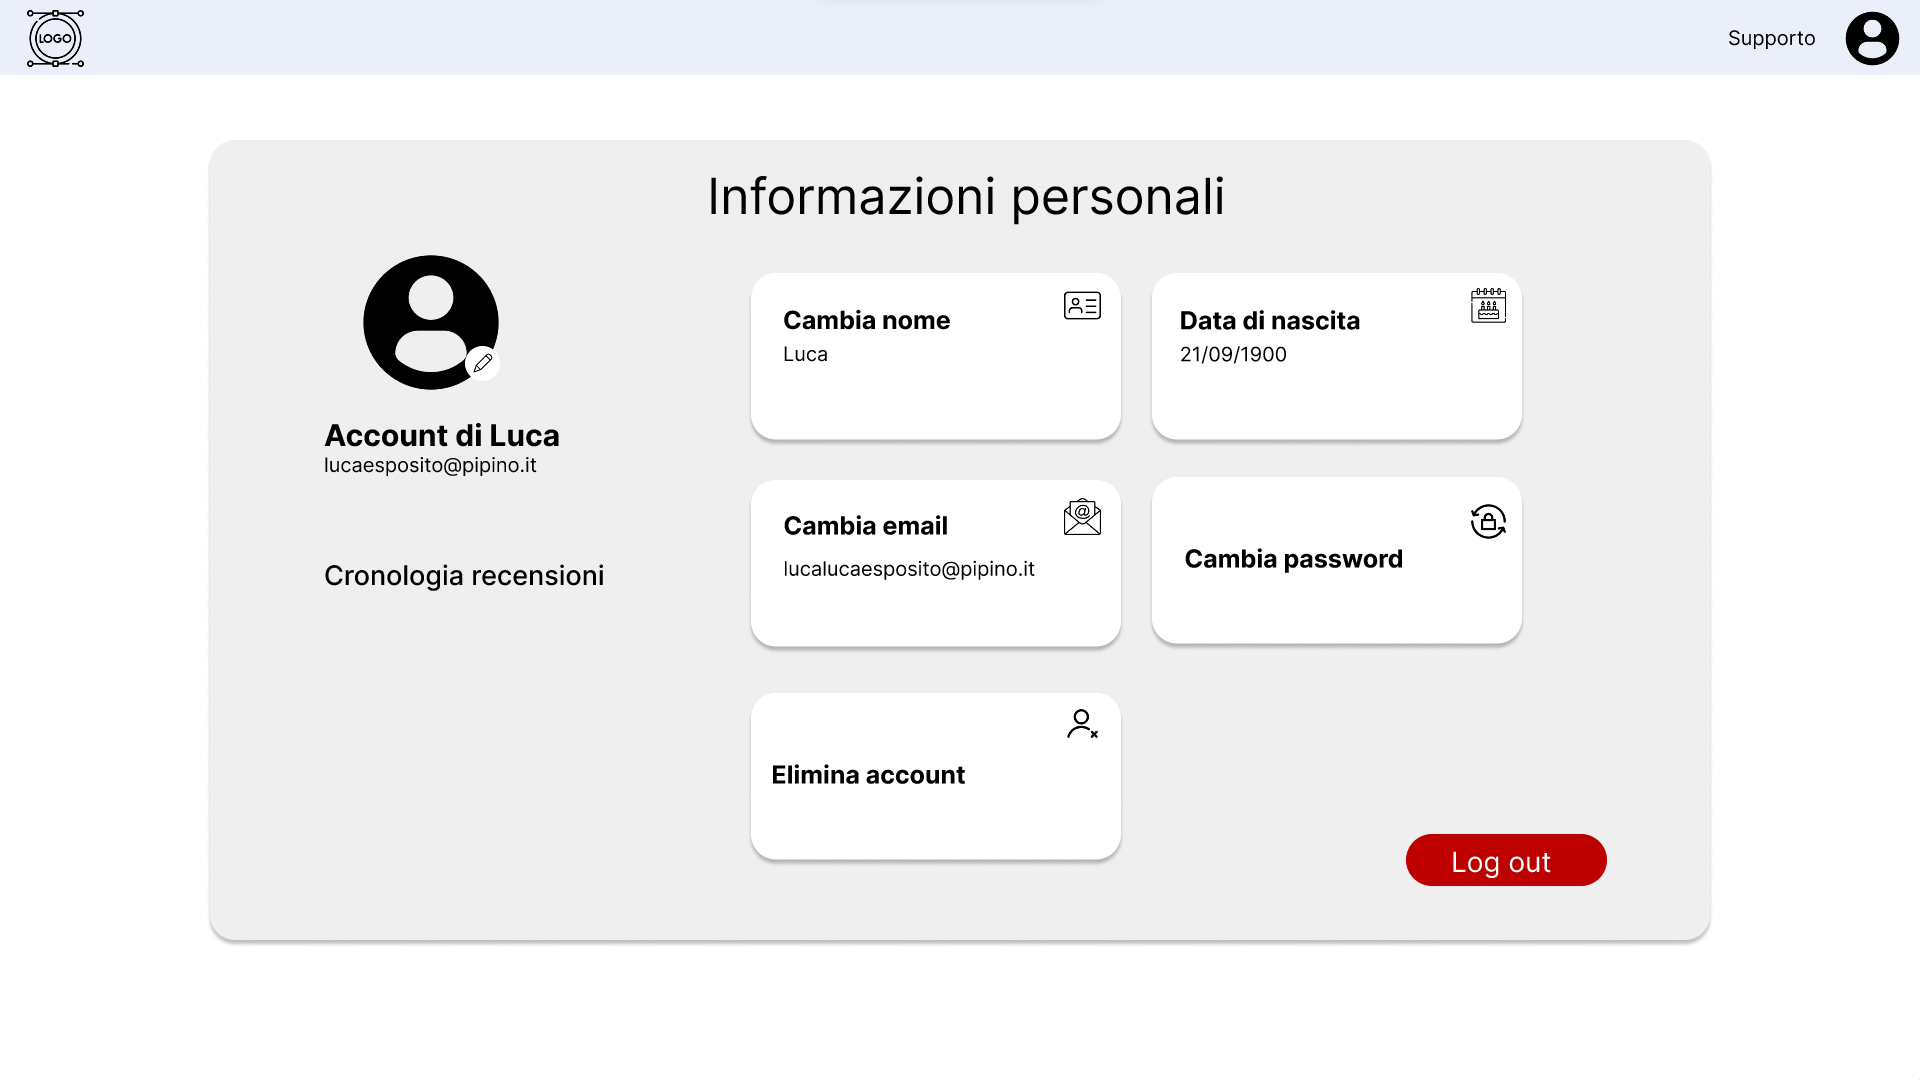 LOGO
Supporto
Informazioni personali
Account di Luca
lucaesposito@pipino.it
Cronologia recensioni
Cambia nome
Luca
Data di nascita
21/09/1900
Cambia email
@
lucalucaesposito@pipino.it
Cambia password
Elimina account
Log out